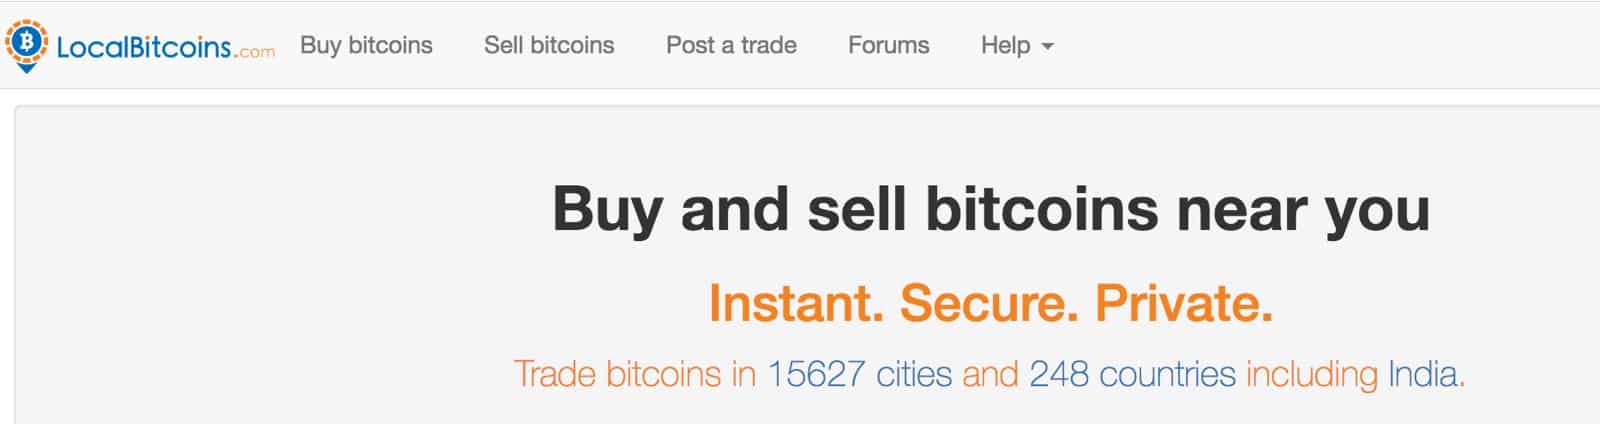 LocalBitcoins.com Buy bitcoins Sell bitcoins Post a trade Forums Help
Buy and sell bitcoins near you
Instant. Secure. Private.
Trade bitcoins in 15627 cities and 248 countries including India.